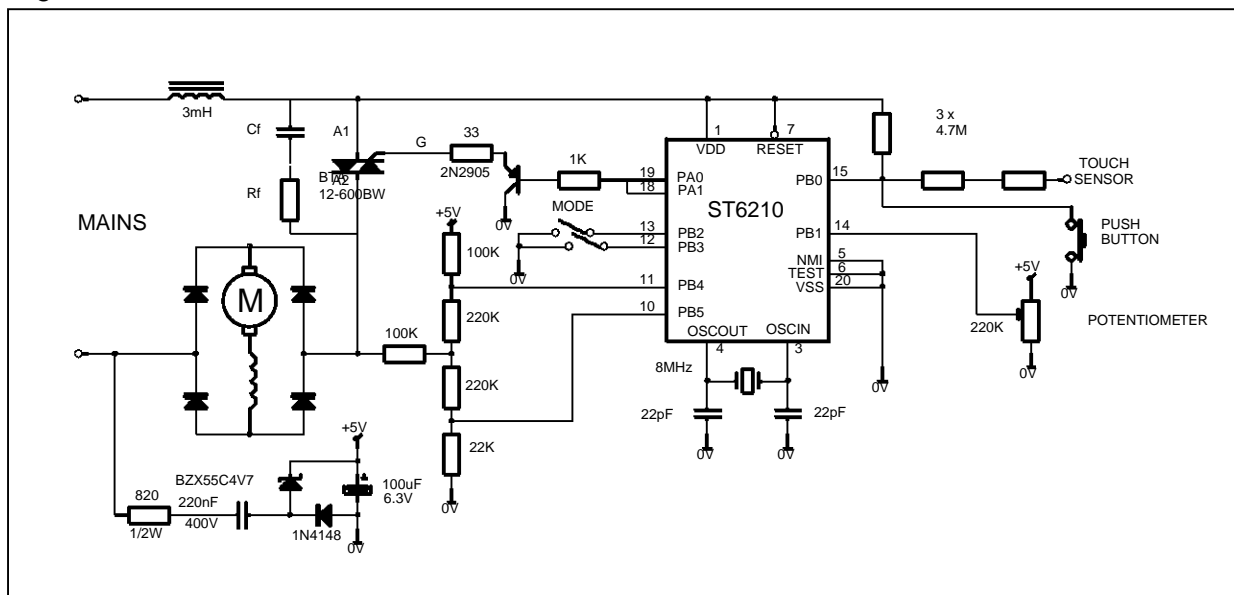 3mH
Cf
Rf
MAINS
A1
A2
G
33
2N2905
12-600BW
0V
1K
MODE
0V
+5V
100K
220K
100K
220K
22K
0V
M
820
1/2W
220nF
400V
BZX55C4V7
1N4148
+5V
100uF
6.3V
0V
1
VDD
7
RESET
19
PA0
18
PA1
13
PB2
12
PB3
11
PB4
10
PB5
ST6210
15
PB0
14
PB1
5
NMI
6
TEST
20
VSS
OSCOUT
4
OSCIN
3
8MHz
22pF
22pF
0V
0V
0V
3 x
4.7M
TOUCH
SENSOR
PUSH
BUTTON
0V
+5V
220K
0V
POTENTIOMETER